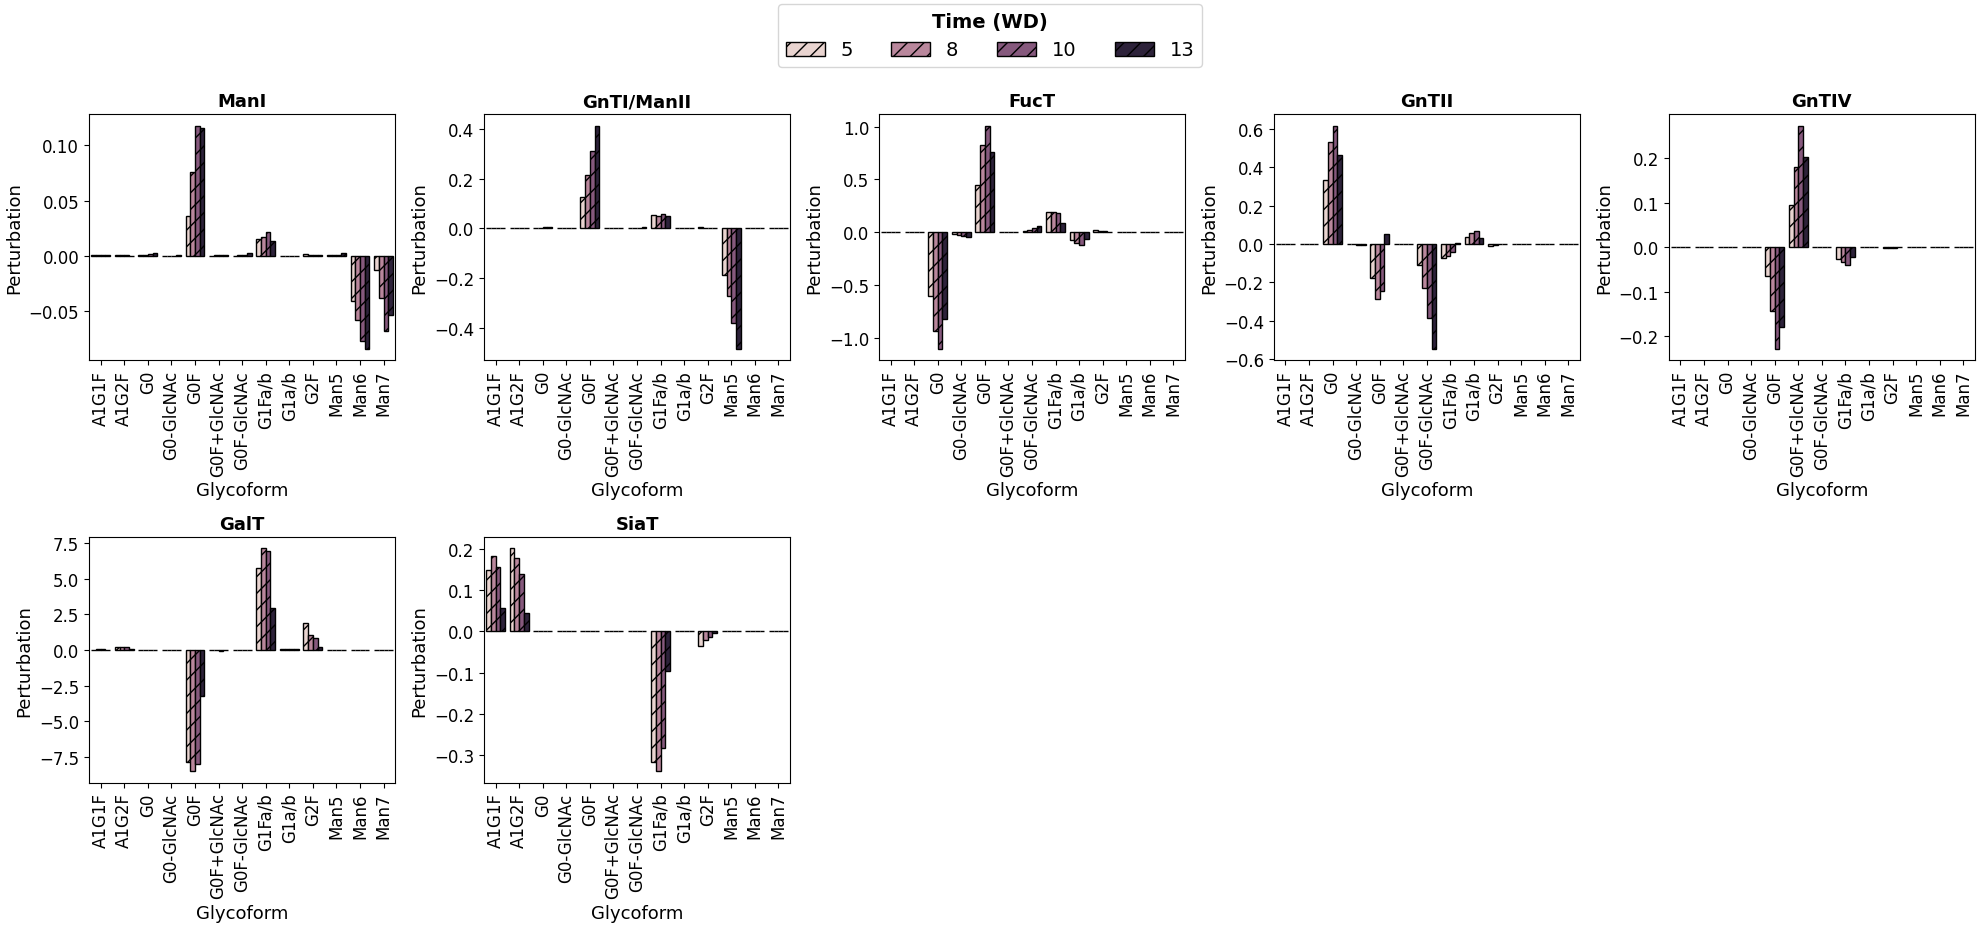 Time (WD)
5 8 10 13
ManI
Perturbation
0.10
0.05
0.00
−0.05
A1G1F A1G2F G0 G0-GlcNAc G0F G0F+GlcNAc G0F-GlcNAc G1Fa/b G1a/b G2F Man5 Man6 Man7
Glycoform
GnTI/ManII
Perturbation
0.4
0.2
0.0
−0.2
−0.4
A1G1F A1G2F G0 G0-GlcNAc G0F G0F+GlcNAc G0F-GlcNAc G1Fa/b G1a/b G2F Man5 Man6 Man7
Glycoform
FucT
Perturbation
1.0
0.5
0.0
−0.5
−1.0
A1G1F A1G2F G0 G0-GlcNAc G0F G0F+GlcNAc G0F-GlcNAc G1Fa/b G1a/b G2F Man5 Man6 Man7
Glycoform
GnTII
Perturbation
0.6
0.4
0.2
0.0
−0.2
−0.4
−0.6
A1G1F A1G2F G0 G0-GlcNAc G0F G0F+GlcNAc G0F-GlcNAc G1Fa/b G1a/b G2F Man5 Man6 Man7
Glycoform
GnTIV
Perturbation
0.2
0.1
0.0
−0.1
−0.2
A1G1F A1G2F G0 G0-GlcNAc G0F G0F+GlcNAc G0F-GlcNAc G1Fa/b G1a/b G2F Man5 Man6 Man7
Glycoform
GalT
Perturbation
7.5
5.0
2.5
0.0
−2.5
−5.0
−7.5
A1G1F A1G2F G0 G0-GlcNAc G0F G0F+GlcNAc G0F-GlcNAc G1Fa/b G1a/b G2F Man5 Man6 Man7
Glycoform
SiaT
Perturbation
0.2
0.1
0.0
−0.1
−0.2
−0.3
A1G1F A1G2F G0 G0-GlcNAc G0F G0F+GlcNAc G0F-GlcNAc G1Fa/b G1a/b G2F Man5 Man6 Man7
Glycoform